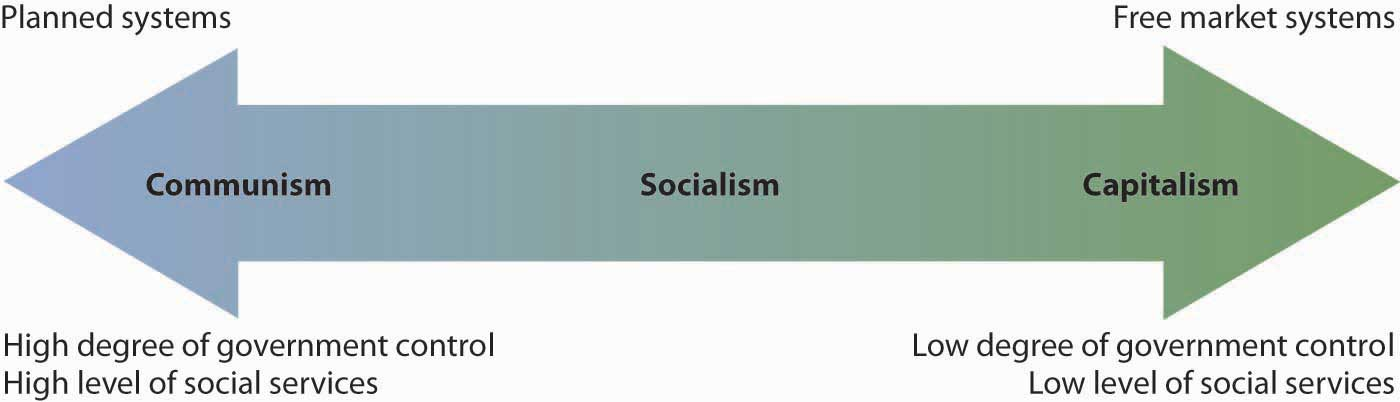 Planned systems
Free market systems
Communism
Socialism
Capitalism
High degree of government control
High level of social services
Low degree of government control
Low level of social services